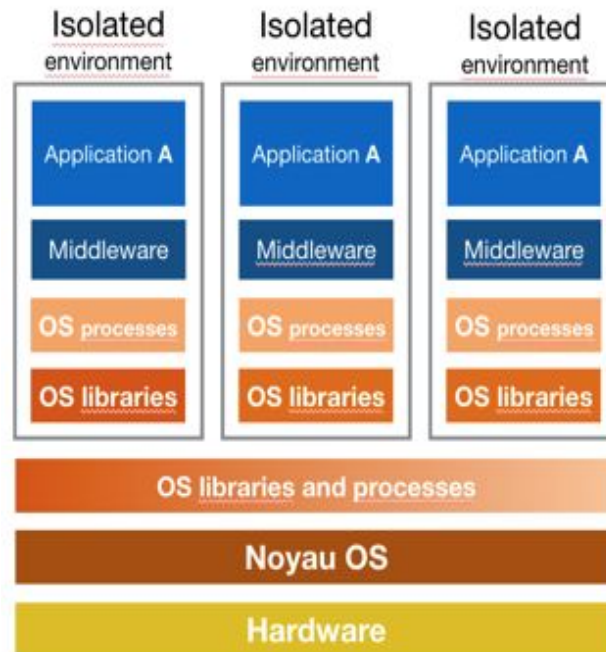 Isolated
environment
Isolated
environment
Isolated
environment
Application A
Application A
Application A
Middleware
Middleware
Middleware
OS processes
OS processes
OS processes
OS libraries
OS libraries
OS libraries
OS libraries and processes
Noyau OS
Hardware